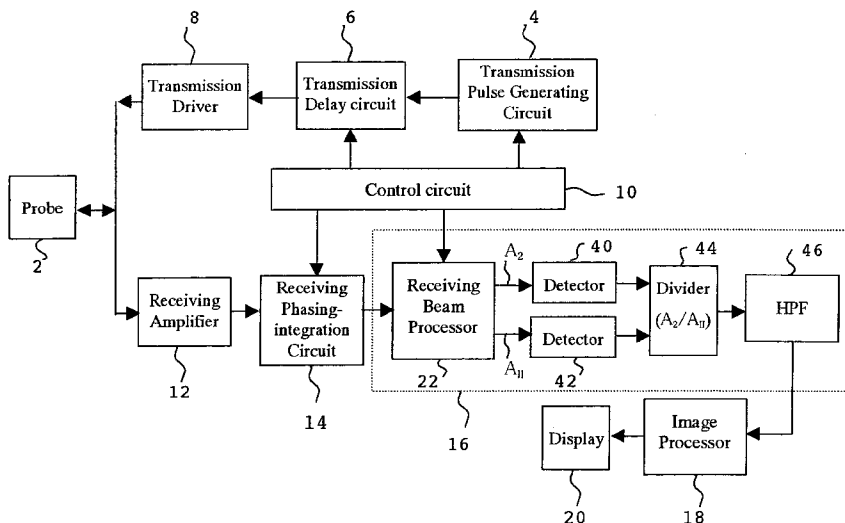 8
6
4
Transmission
Driver
Transmission
Delay circuit
Transmission
Pulse Generating
Circuit
Control circuit
10
Probe
2
A2
40
44
46
Receiving
Amplifier
12
Receiving
Phasing-
integration
Circuit
14
Receiving
Beam
Processor
22
Detector
Detector
AII
42
Divider
(A2/AII)
HPF
16
Display
20
Image
Processor
18